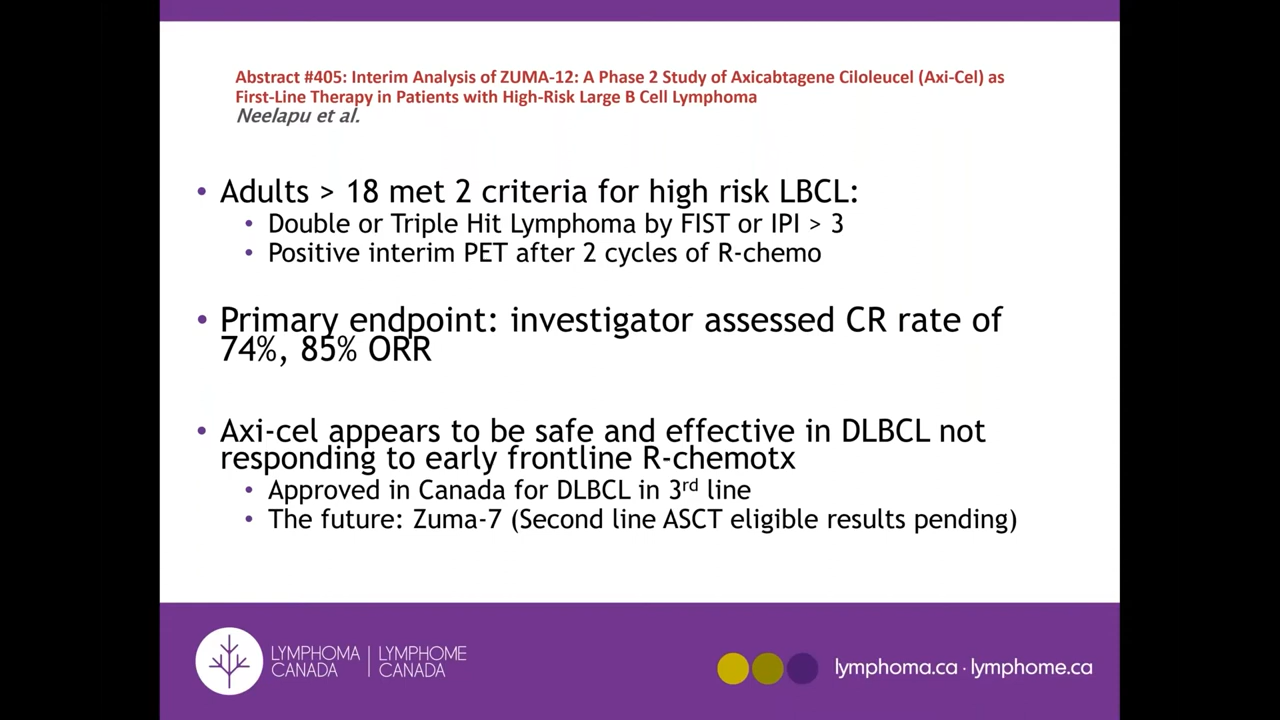 Abstract #405: Interim Analysis of ZUMA-12: A Phase 2 Study of Axicabtagene Ciloleucel (Axi-Cel) as
First-Line Therapy in Patients with High-Risk Large B Cell Lymphoma
Neelapu et al.
• Adults > 18 met 2 criteria for high risk LBCL:
• Double or Triple Hit Lymphoma by FIST or IPI > 3
• Positive interim PET after 2 cycles of R-chemo
• Primary endpoint: investigator assessed CR rate of
74%, 85% ORR
• Axi-cel appears to be safe and effective in DLBCL not
responding to early frontline R-chemotx
• Approved in Canada for DLBCL in 3rd line
• The future: Zuma-7 (Second line ASCT eligible results pending)
LYMPHOMA | LYMPHOME
CANADA | CANADA
lymphoma.ca · lymphome.ca